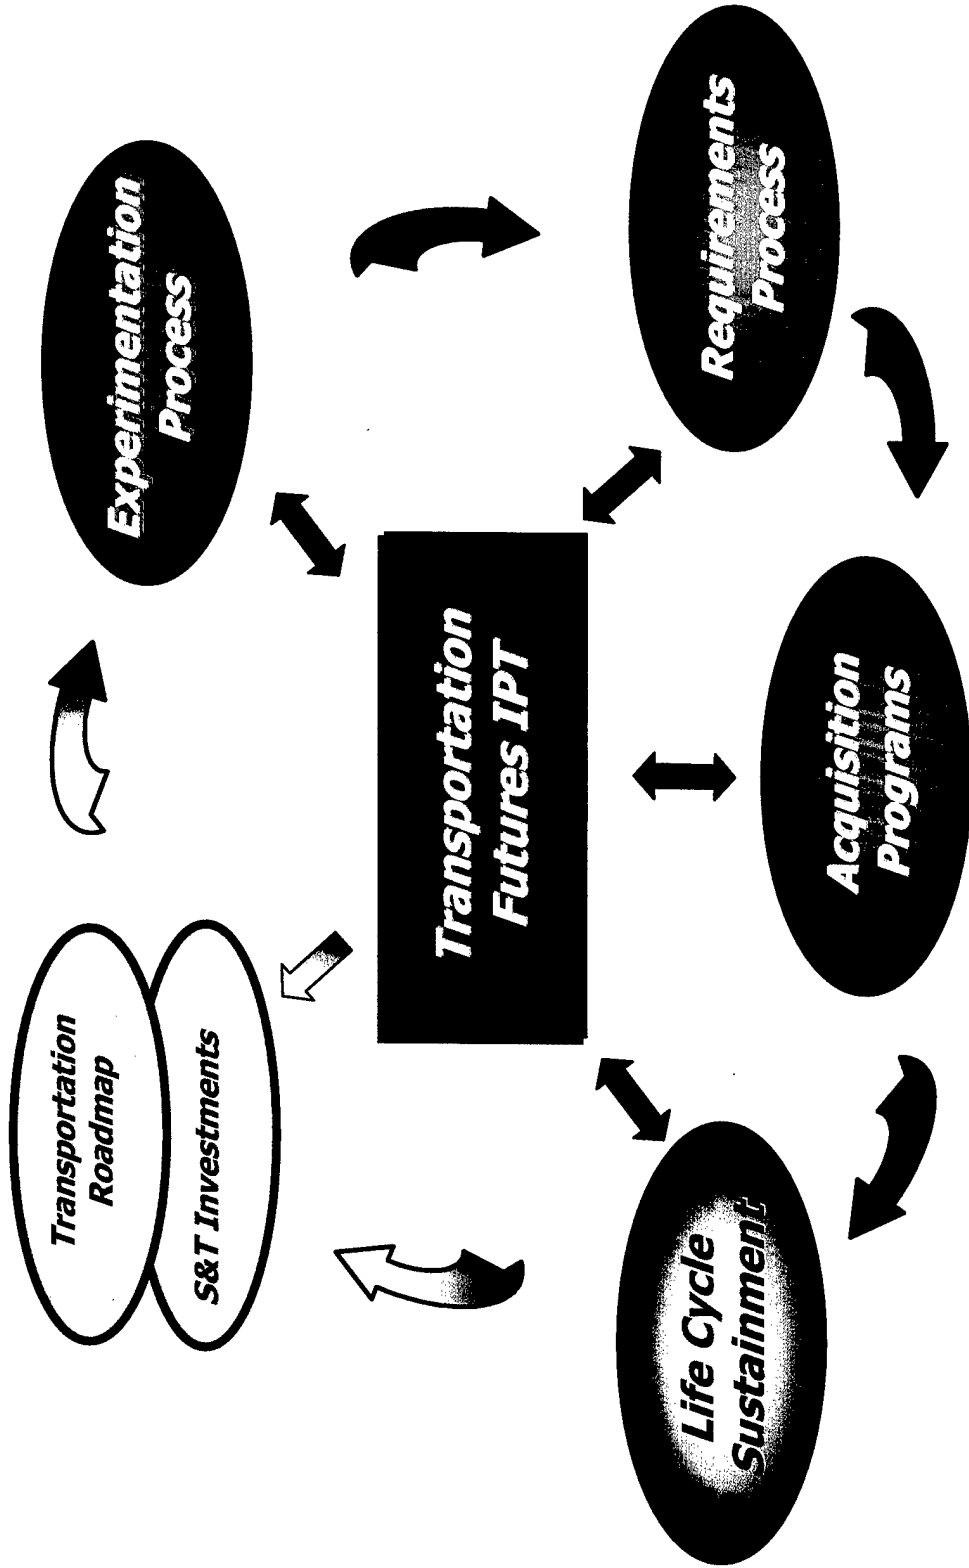 Transportation
Roadmap
S&T Investments
Experimentation
Process
Transportation
Futures IPT
Life Cycle
Sustainment
Requirements
Process
Acquisition
Programs